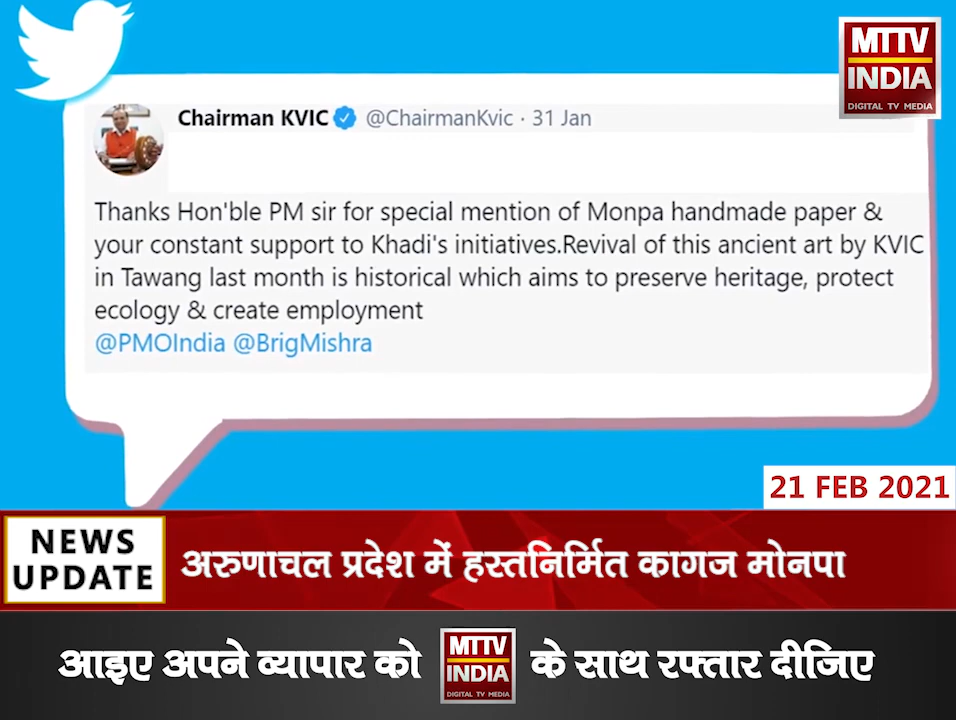 MTTV
INDIA
DIGITAL TV MEDIA
Chairman KVIC @ChairmanKvic · 31 Jan
Thanks Hon'ble PM sir for special mention of Monpa handmade paper &
your constant support to Khadi's initiatives.Revival of this ancient art by KVIC
in Tawang last month is historical which aims to preserve heritage, protect
ecology & create employment
@PMOIndia @BrigMishra
21 FEB 2021
NEWS
UPDATE
अरुणाचल प्रदेश में हस्तनिर्मित कागज मोनपा
आइए अपने व्यापार को
MTTV
INDIA
DIGITAL TV MEDIA
के साथ रफ्तार दीजिए